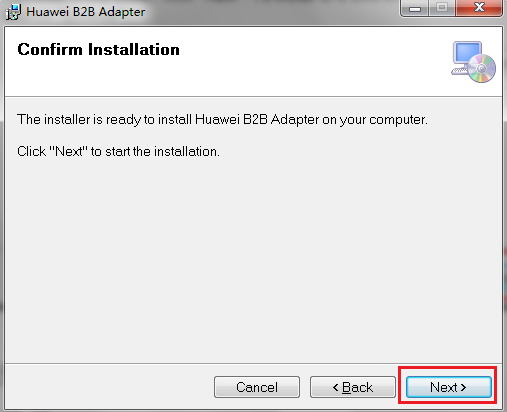 Huawei B2B Adapter
Confirm Installation
The installer is ready to install Huawei B2B Adapter on your computer.
Click "Next" to start the installation.
Cancel
< Back
Next >